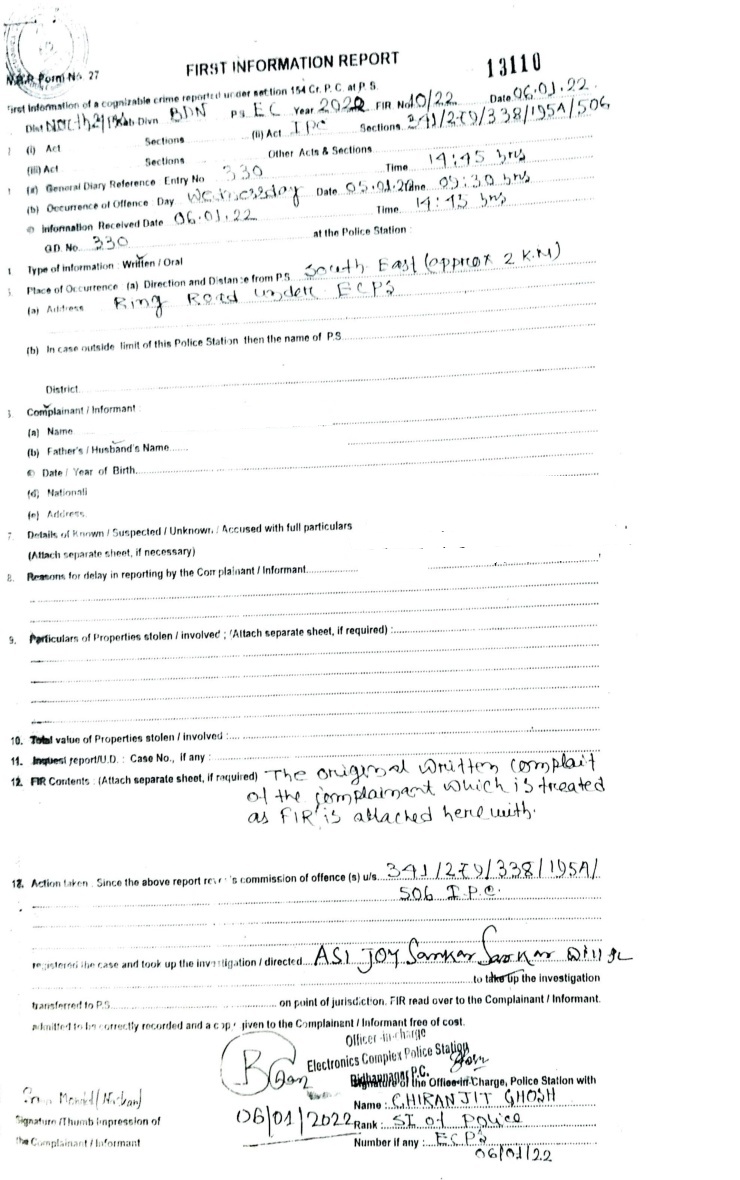 N.B.P. Form No. 27
FIRST INFORMATION REPORT
13110
First Information of a cognizable crime reported under section 154 Cr. P. C. at P. S.
Dist North 24 Sub Divn BDN P.S. EC Year 2022 FIR No 10/22 Date 06.01.22
1 (i) Act Sections (ii) Act IPC Sections 341/279/338/195A/506
(iii) Act Sections Other Acts & Sections
(a) General Diary Reference Entry No 330 Time 14:45 hrs
(b) Occurrence of Offence Day Wednesday Date 05.01.22 Time 09:30 hrs
© Information Received Date 06.01.22 Time 14:45 hrs
G.D. No. 330 at the Police Station :
Type of information : Written / Oral
Place of Occurrence (a) Direction and Distance from P.S. South East (approx 2 K.M)
(a) Address Ring Road under ECPS
(b) In case outside limit of this Police Station then the name of P.S
District
Complainant / Informant
(a) Name
(b) Father's / Husband's Name
© Date / Year of Birth
(d) Nationali
(e) Address
7. Details of Known / Suspected / Unknown / Accused with full particulars
(Attach separate sheet, if necessary)
8. Reasons for delay in reporting by the Complainant / Informant
9. Particulars of Properties stolen / involved ; (Attach separate sheet, if required) :
10. Total value of Properties stolen / involved :
11. Inquest report/U.D. : Case No., if any :
12. FIR Contents : (Attach separate sheet, if required) The original written complait
of the complainant which is treated
as FIR is attached here with.
13. Action taken : Since the above report 's commission of offence (s) u/s. 341/279/338/195A/
506 I.P.C.
registered the case and took up the investigation / directed ASI JOY Sankar Sarkar
to take up the investigation
transferred to P.S. on point of jurisdiction. FIR read over to the Complainant / Informant.
admitted to be correctly recorded and a copy given to the Complainant / Informant free of cost.
Officer-in-charge
Electronics Complex Police Station
Bidhannagar P.C.
Signature of the Office-in-Charge, Police Station with
Name : CHIRANJIT GHOSH
06/01/2022
Rank : SI of Police
Signature /Thumb Impression of
the Complainant / Informant
Number if any : ECPS
06/01/22